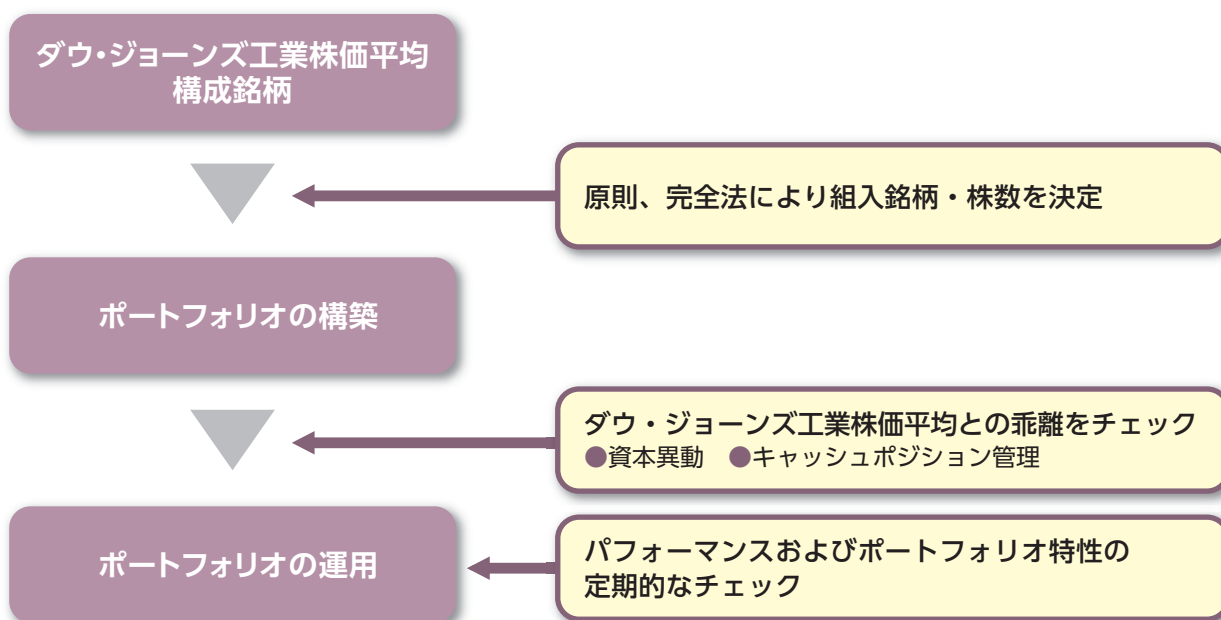 ダウ・ジョーンズ工業株価平均
構成銘柄
原則、完全法により組入銘柄・株数を決定
ポートフォリオの構築
ダウ・ジョーンズ工業株価平均との乖離をチェック
●資本異動　●キャッシュポジション管理
ポートフォリオの運用
パフォーマンスおよびポートフォリオ特性の
定期的なチェック